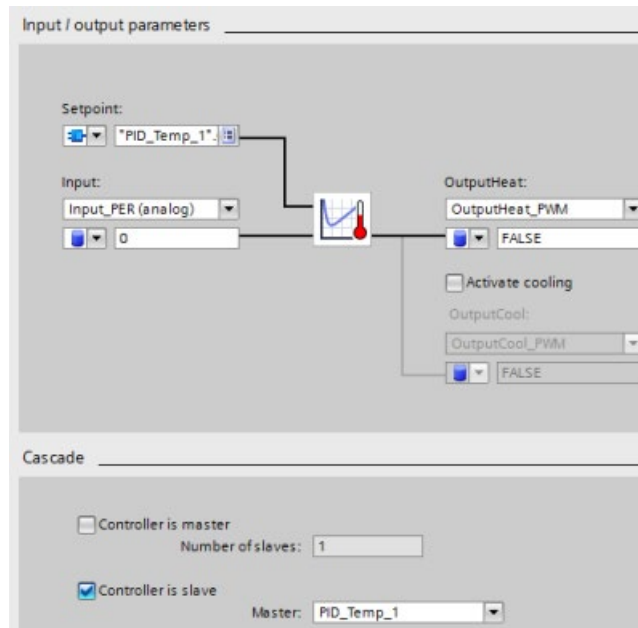 Input / output parameters
Setpoint:
"PID_Temp_1".
Input:
Input_PER (analog)
0
OutputHeat:
OutputHeat_PWM
FALSE
Activate cooling
OutputCool:
OutputCool_PWM
FALSE
Cascade
Controller is master
Number of slaves: 1
Controller is slave
Master: PID_Temp_1